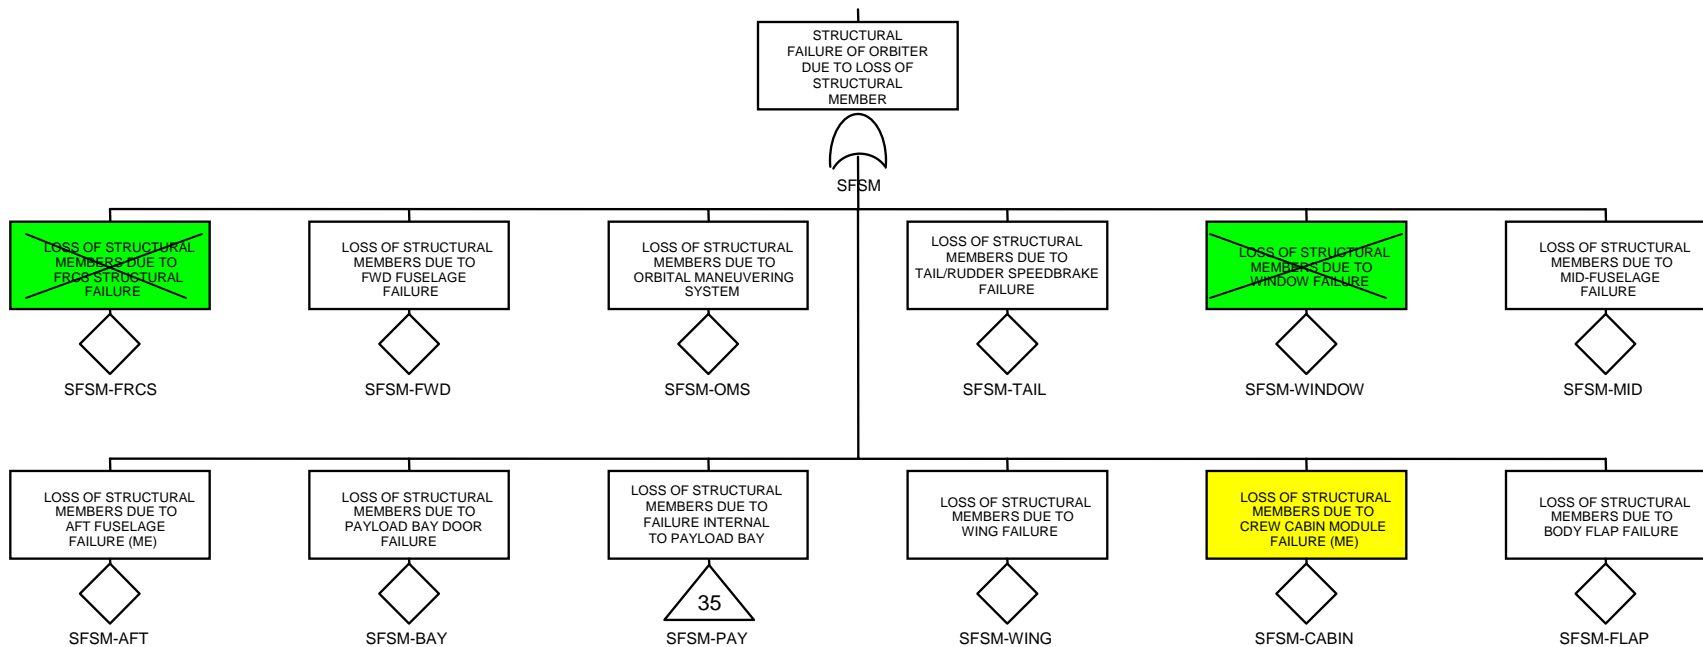 STRUCTURAL
FAILURE OF ORBITER
DUE TO LOSS OF
STRUCTURAL
MEMBER
SFSM
LOSS OF STRUCTURAL
MEMBERS DUE TO
FRCS STRUCTURAL
FAILURE
SFSM-FRCS
LOSS OF STRUCTURAL
MEMBERS DUE TO
FWD FUSELAGE
FAILURE
SFSM-FWD
LOSS OF STRUCTURAL
MEMBERS DUE TO
ORBITAL MANEUVERING
SYSTEM
SFSM-OMS
LOSS OF STRUCTURAL
MEMBERS DUE TO
TAIL/RUDDER SPEEDBRAKE
FAILURE
SFSM-TAIL
LOSS OF STRUCTURAL
MEMBERS DUE TO
WINDOW FAILURE
SFSM-WINDOW
LOSS OF STRUCTURAL
MEMBERS DUE TO
MID-FUSELAGE
FAILURE
SFSM-MID
LOSS OF STRUCTURAL
MEMBERS DUE TO
AFT FUSELAGE
FAILURE (ME)
SFSM-AFT
LOSS OF STRUCTURAL
MEMBERS DUE TO
PAYLOAD BAY DOOR
FAILURE
SFSM-BAY
LOSS OF STRUCTURAL
MEMBERS DUE TO
FAILURE INTERNAL
TO PAYLOAD BAY
35
SFSM-PAY
LOSS OF STRUCTURAL
MEMBERS DUE TO
WING FAILURE
SFSM-WING
LOSS OF STRUCTURAL
MEMBERS DUE TO
CREW CABIN MODULE
FAILURE (ME)
SFSM-CABIN
LOSS OF STRUCTURAL
MEMBERS DUE TO
BODY FLAP FAILURE
SFSM-FLAP